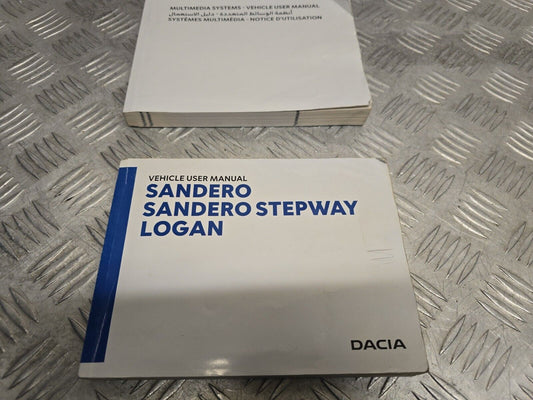 MULTIMEDIA SYSTEMS - VEHICLE USER MANUAL
أنظمة الوسائط المتعددة - دليل الاستعمال
SYSTÈMES MULTIMÉDIA - NOTICE D'UTILISATION
VEHICLE USER MANUAL
SANDERO
SANDERO STEPWAY
LOGAN
DACIA